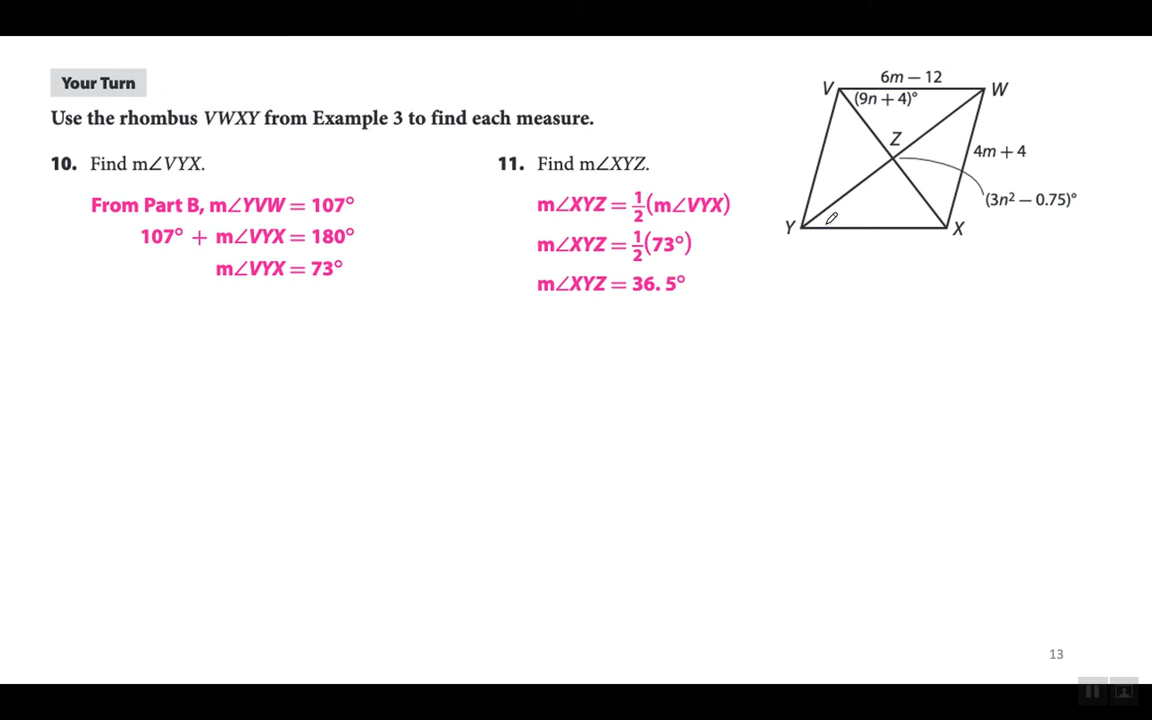 Your Turn
Use the rhombus VWXY from Example 3 to find each measure.
10. Find m∠VYX.
From Part B, m∠YVW = 107°
107° + m∠VYX = 180°
m∠VYX = 73°
11. Find m∠XYZ.
m∠XYZ = 1/2(m∠VYX)
m∠XYZ = 1/2(73°)
m∠XYZ = 36. 5°
6m − 12
V
W
(9n + 4)°
Z
4m + 4
(3n² − 0.75)°
Y
X
13